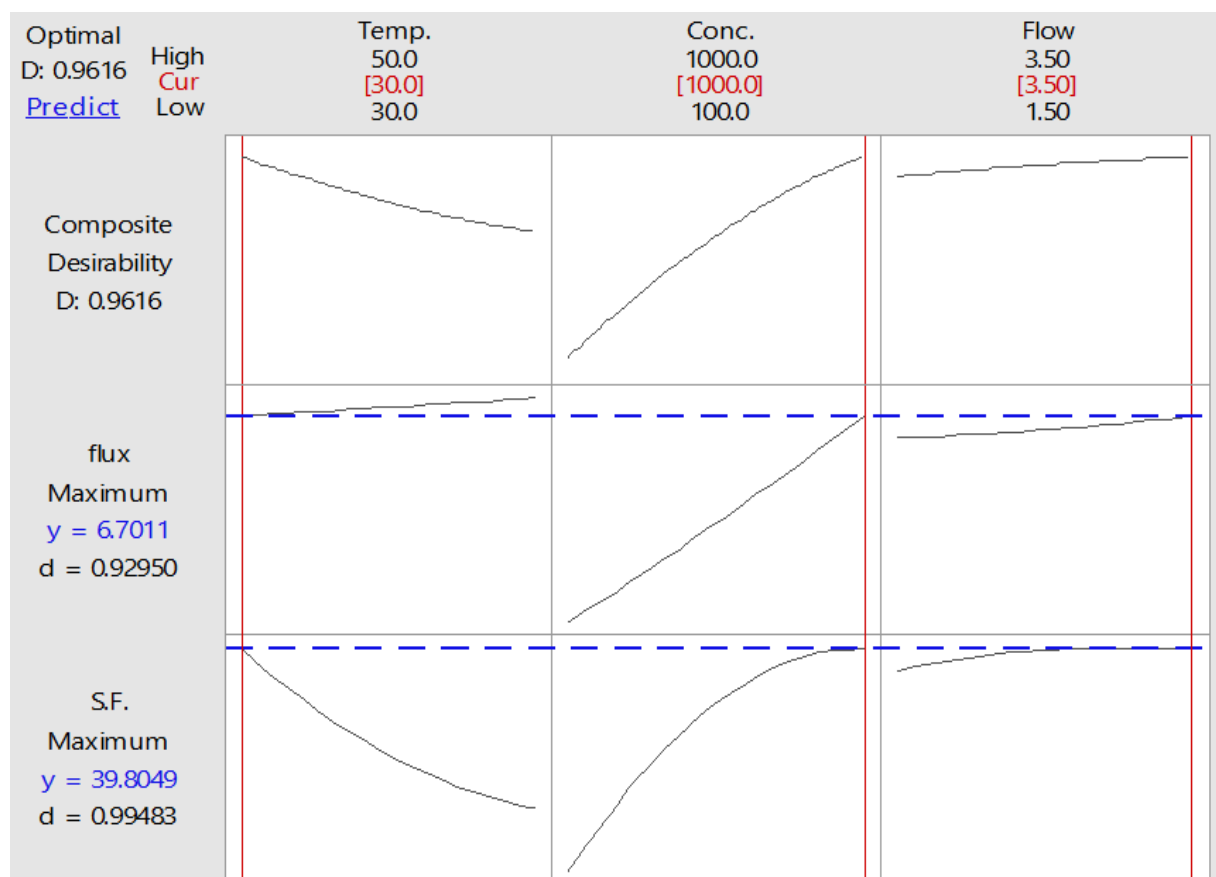 Optimal
D: 0.9616
Predict
High
Cur
Low
Temp.
50.0
[30.0]
30.0
Conc.
1000.0
[1000.0]
100.0
Flow
3.50
[3.50]
1.50
Composite
Desirability
D: 0.9616
flux
Maximum
y = 6.7011
d = 0.92950
S.F.
Maximum
y = 39.8049
d = 0.99483